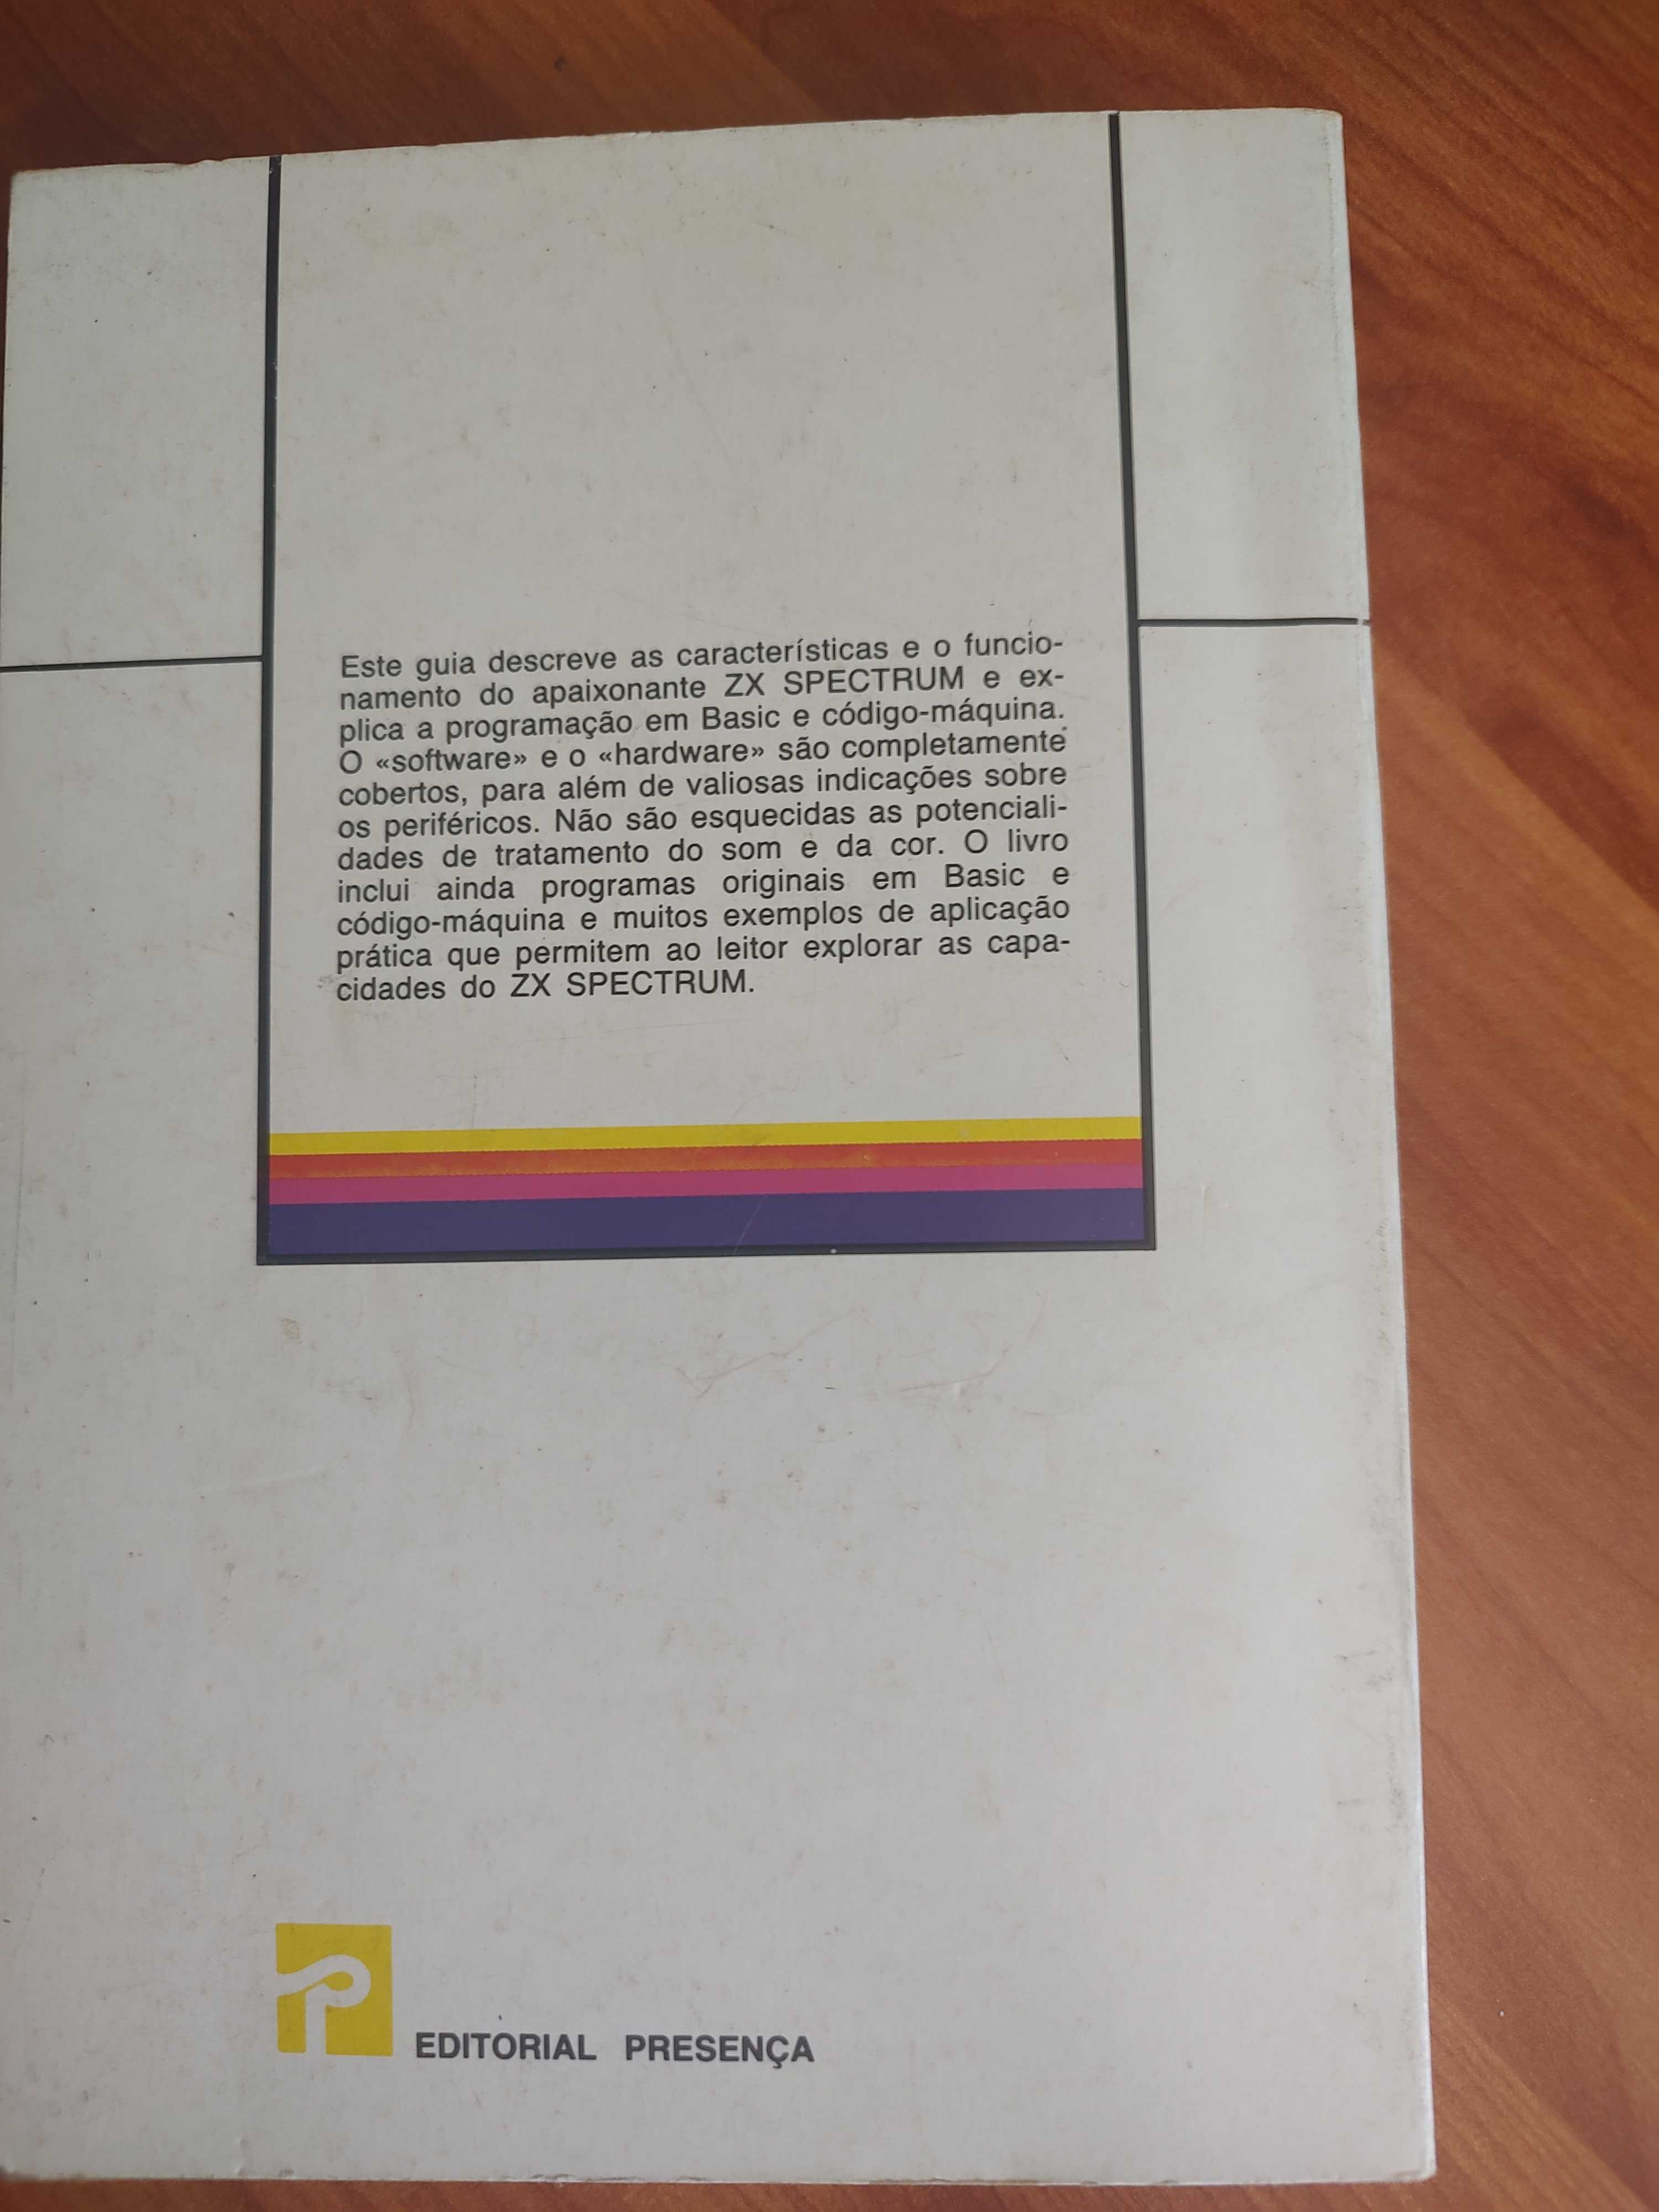 Este guia descreve as características e o funcio-
namento do apaixonante ZX SPECTRUM e ex-
plica a programação em Basic e código-máquina.
O «software» e o «hardware» são completamente
cobertos, para além de valiosas indicações sobre
os periféricos. Não são esquecidas as potenciali-
dades de tratamento do som e da cor. O livro
inclui ainda programas originais em Basic e
código-máquina e muitos exemplos de aplicação
prática que permitem ao leitor explorar as capa-
cidades do ZX SPECTRUM.
EDITORIAL PRESENÇA